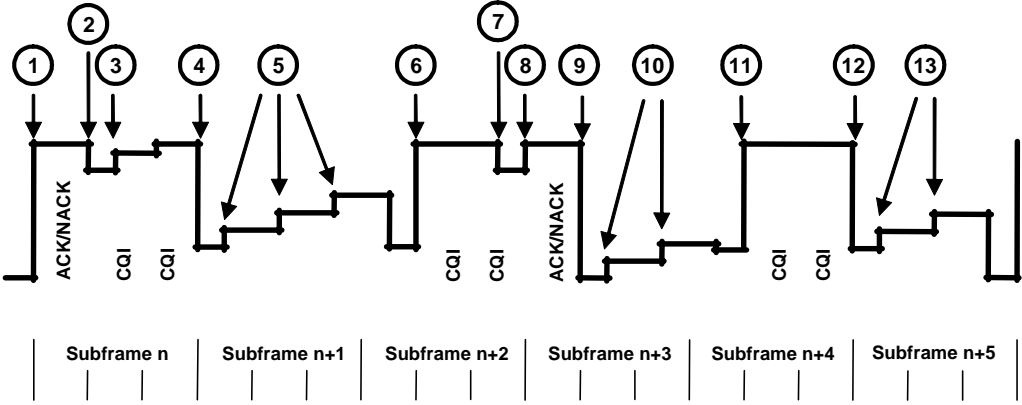 1
2
3
4
5
6
7
8
9
10
11
12
13
ACK/NACK
CQI
CQI
CQI
CQI
ACK/NACK
CQI
CQI
Subframe n
Subframe n+1
Subframe n+2
Subframe n+3
Subframe n+4
Subframe n+5